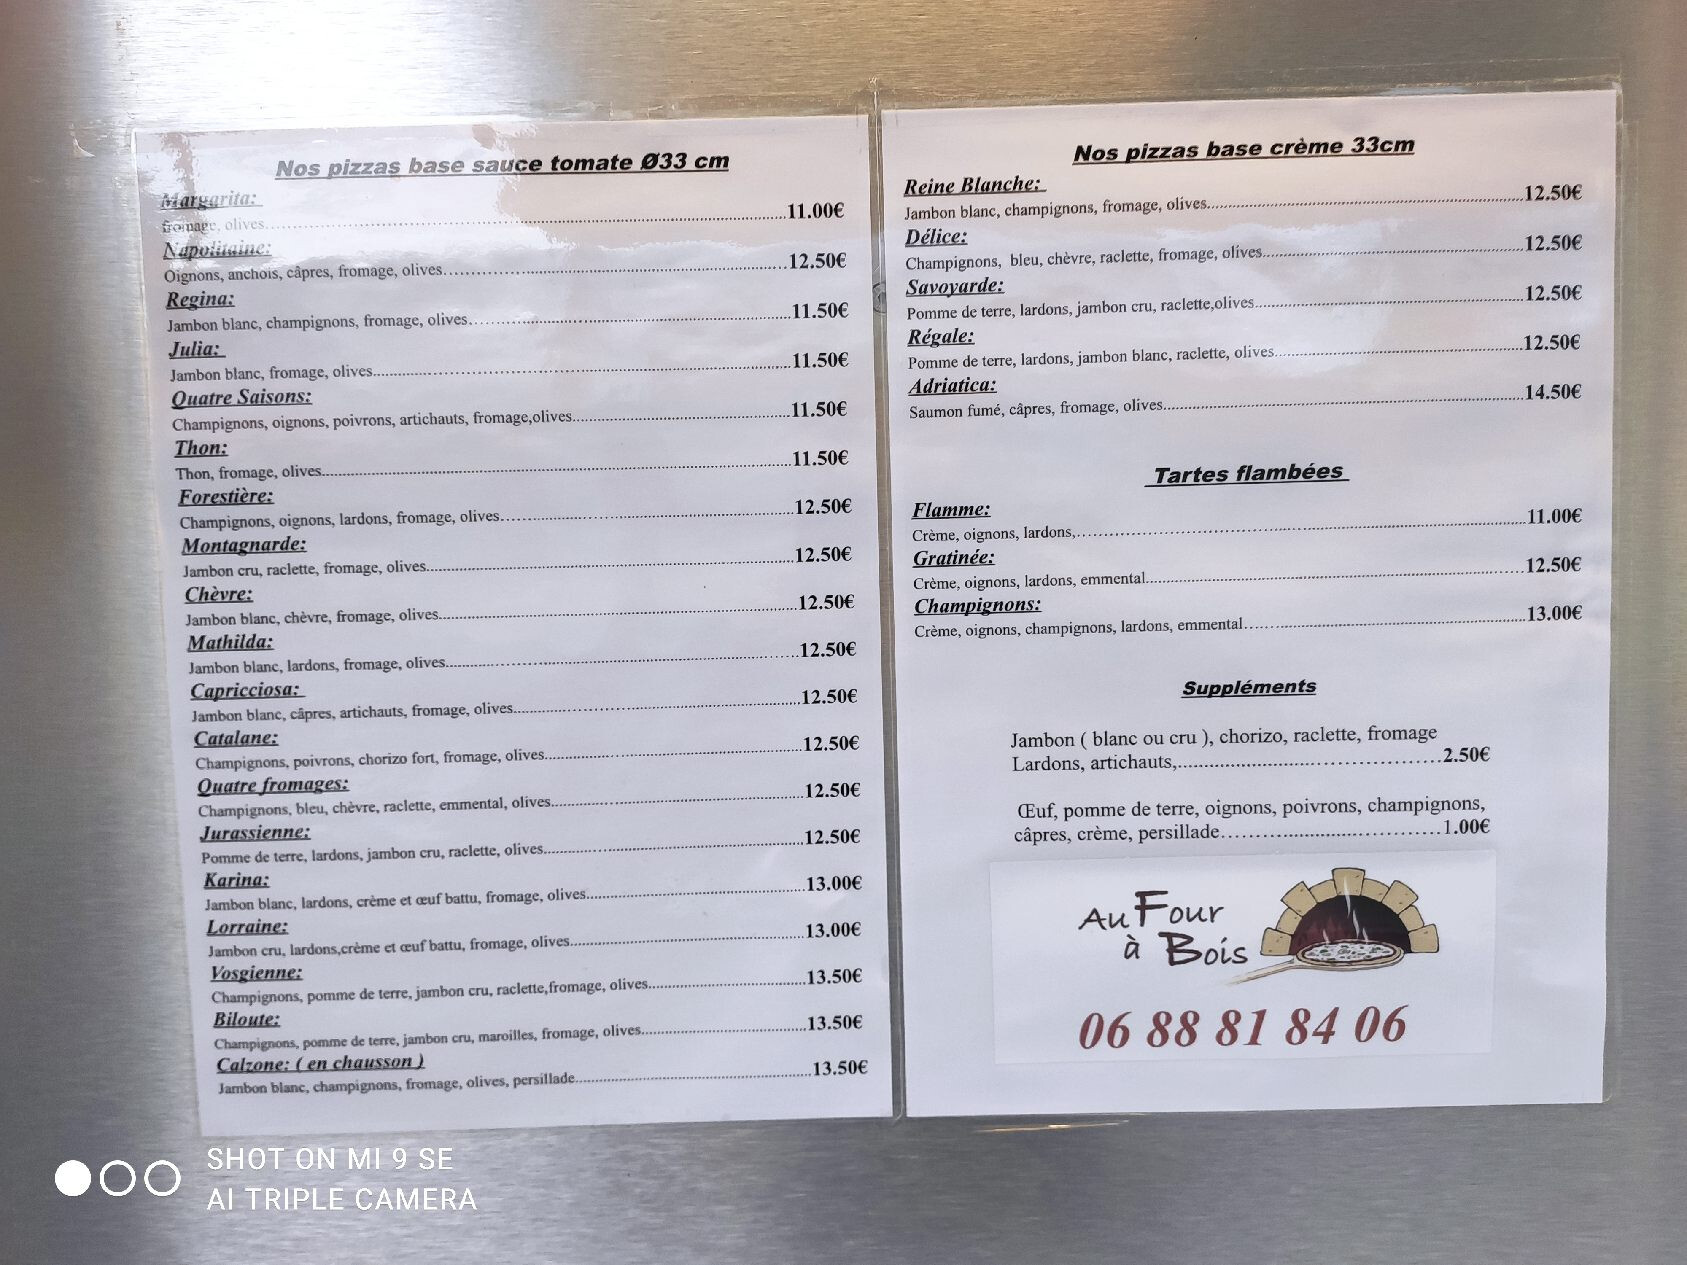 Nos pizzas base sauce tomate Ø33 cm
Margarita:
fromage, olives........11.00€
Napolitaine:
Oignons, anchois, câpres, fromage, olives........12.50€
Regina:
Jambon blanc, champignons, fromage, olives........11.50€
Julia:
Jambon blanc, fromage, olives........11.50€
Quatre Saisons:
Champignons, oignons, poivrons, artichauts, fromage,olives........11.50€
Thon:
Thon, fromage, olives........11.50€
Forestière:
Champignons, oignons, lardons, fromage, olives........12.50€
Montagnarde:
Jambon cru, raclette, fromage, olives........12.50€
Chèvre:
Jambon blanc, chèvre, fromage, olives........12.50€
Mathilda:
Jambon blanc, lardons, fromage, olives........12.50€
Capricciosa:
Jambon blanc, câpres, artichauts, fromage, olives........12.50€
Catalane:
Champignons, poivrons, chorizo fort, fromage, olives........12.50€
Quatre fromages:
Champignons, bleu, chèvre, raclette, emmental, olives........12.50€
Jurassienne:
Pomme de terre, lardons, jambon cru, raclette, olives........12.50€
Karina:
Jambon blanc, lardons, crème et œuf battu, fromage, olives........13.00€
Lorraine:
Jambon cru, lardons,crème et œuf battu, fromage, olives........13.00€
Vosgienne:
Champignons, pomme de terre, jambon cru, raclette,fromage, olives........13.50€
Biloute:
Champignons, pomme de terre, jambon cru, maroilles, fromage, olives........13.50€
Calzone: ( en chausson )
Jambon blanc, champignons, fromage, olives, persillade........13.50€
Nos pizzas base crème 33cm
Reine Blanche:
Jambon blanc, champignons, fromage, olives........12.50€
Délice:
Champignons, bleu, chèvre, raclette, fromage, olives........12.50€
Savoyarde:
Pomme de terre, lardons, jambon cru, raclette,olives........12.50€
Régale:
Pomme de terre, lardons, jambon blanc, raclette, olives........12.50€
Adriatica:
Saumon fumé, câpres, fromage, olives........14.50€
Tartes flambées
Flamme:
Crème, oignons, lardons,........11.00€
Gratinée:
Crème, oignons, lardons, emmental........12.50€
Champignons:
Crème, oignons, champignons, lardons, emmental........13.00€
Suppléments
Jambon ( blanc ou cru ), chorizo, raclette, fromage
Lardons, artichauts,........2.50€
Œuf, pomme de terre, oignons, poivrons, champignons,
câpres, crème, persillade........1.00€
Au Four
à Bois
06 88 81 84 06
SHOT ON MI 9 SE
AI TRIPLE CAMERA